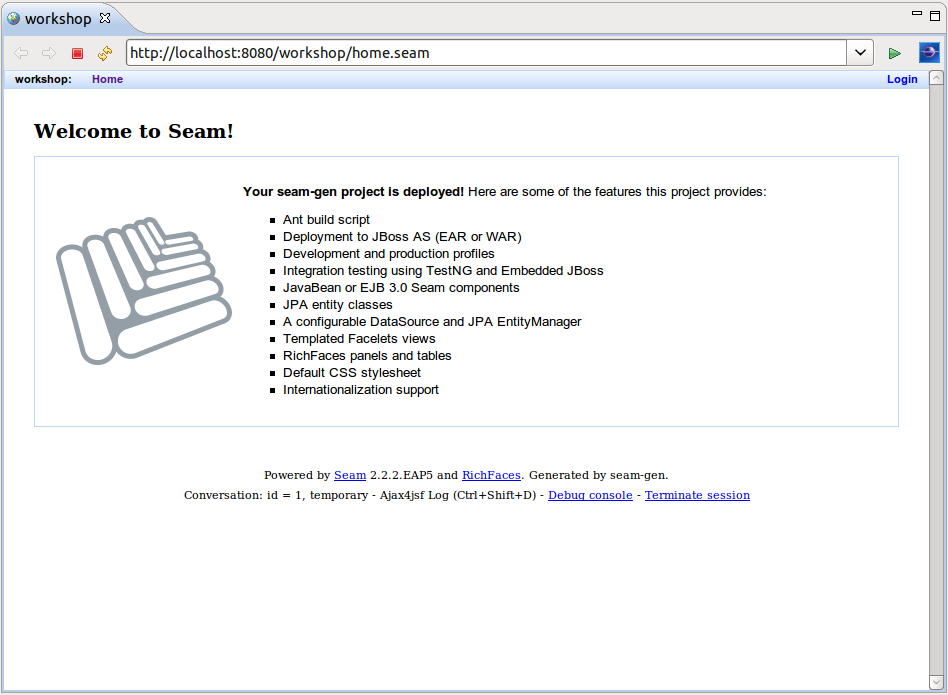 workshop
http://localhost:8080/workshop/home.seam
workshop: Home Login
Welcome to Seam!
Your seam-gen project is deployed! Here are some of the features this project provides:
Ant build script
Deployment to JBoss AS (EAR or WAR)
Development and production profiles
Integration testing using TestNG and Embedded JBoss
JavaBean or EJB 3.0 Seam components
JPA entity classes
A configurable DataSource and JPA EntityManager
Templated Facelets views
RichFaces panels and tables
Default CSS stylesheet
Internationalization support
Powered by Seam 2.2.2.EAP5 and RichFaces. Generated by seam-gen.
Conversation: id = 1, temporary - Ajax4jsf Log (Ctrl+Shift+D) - Debug console - Terminate session